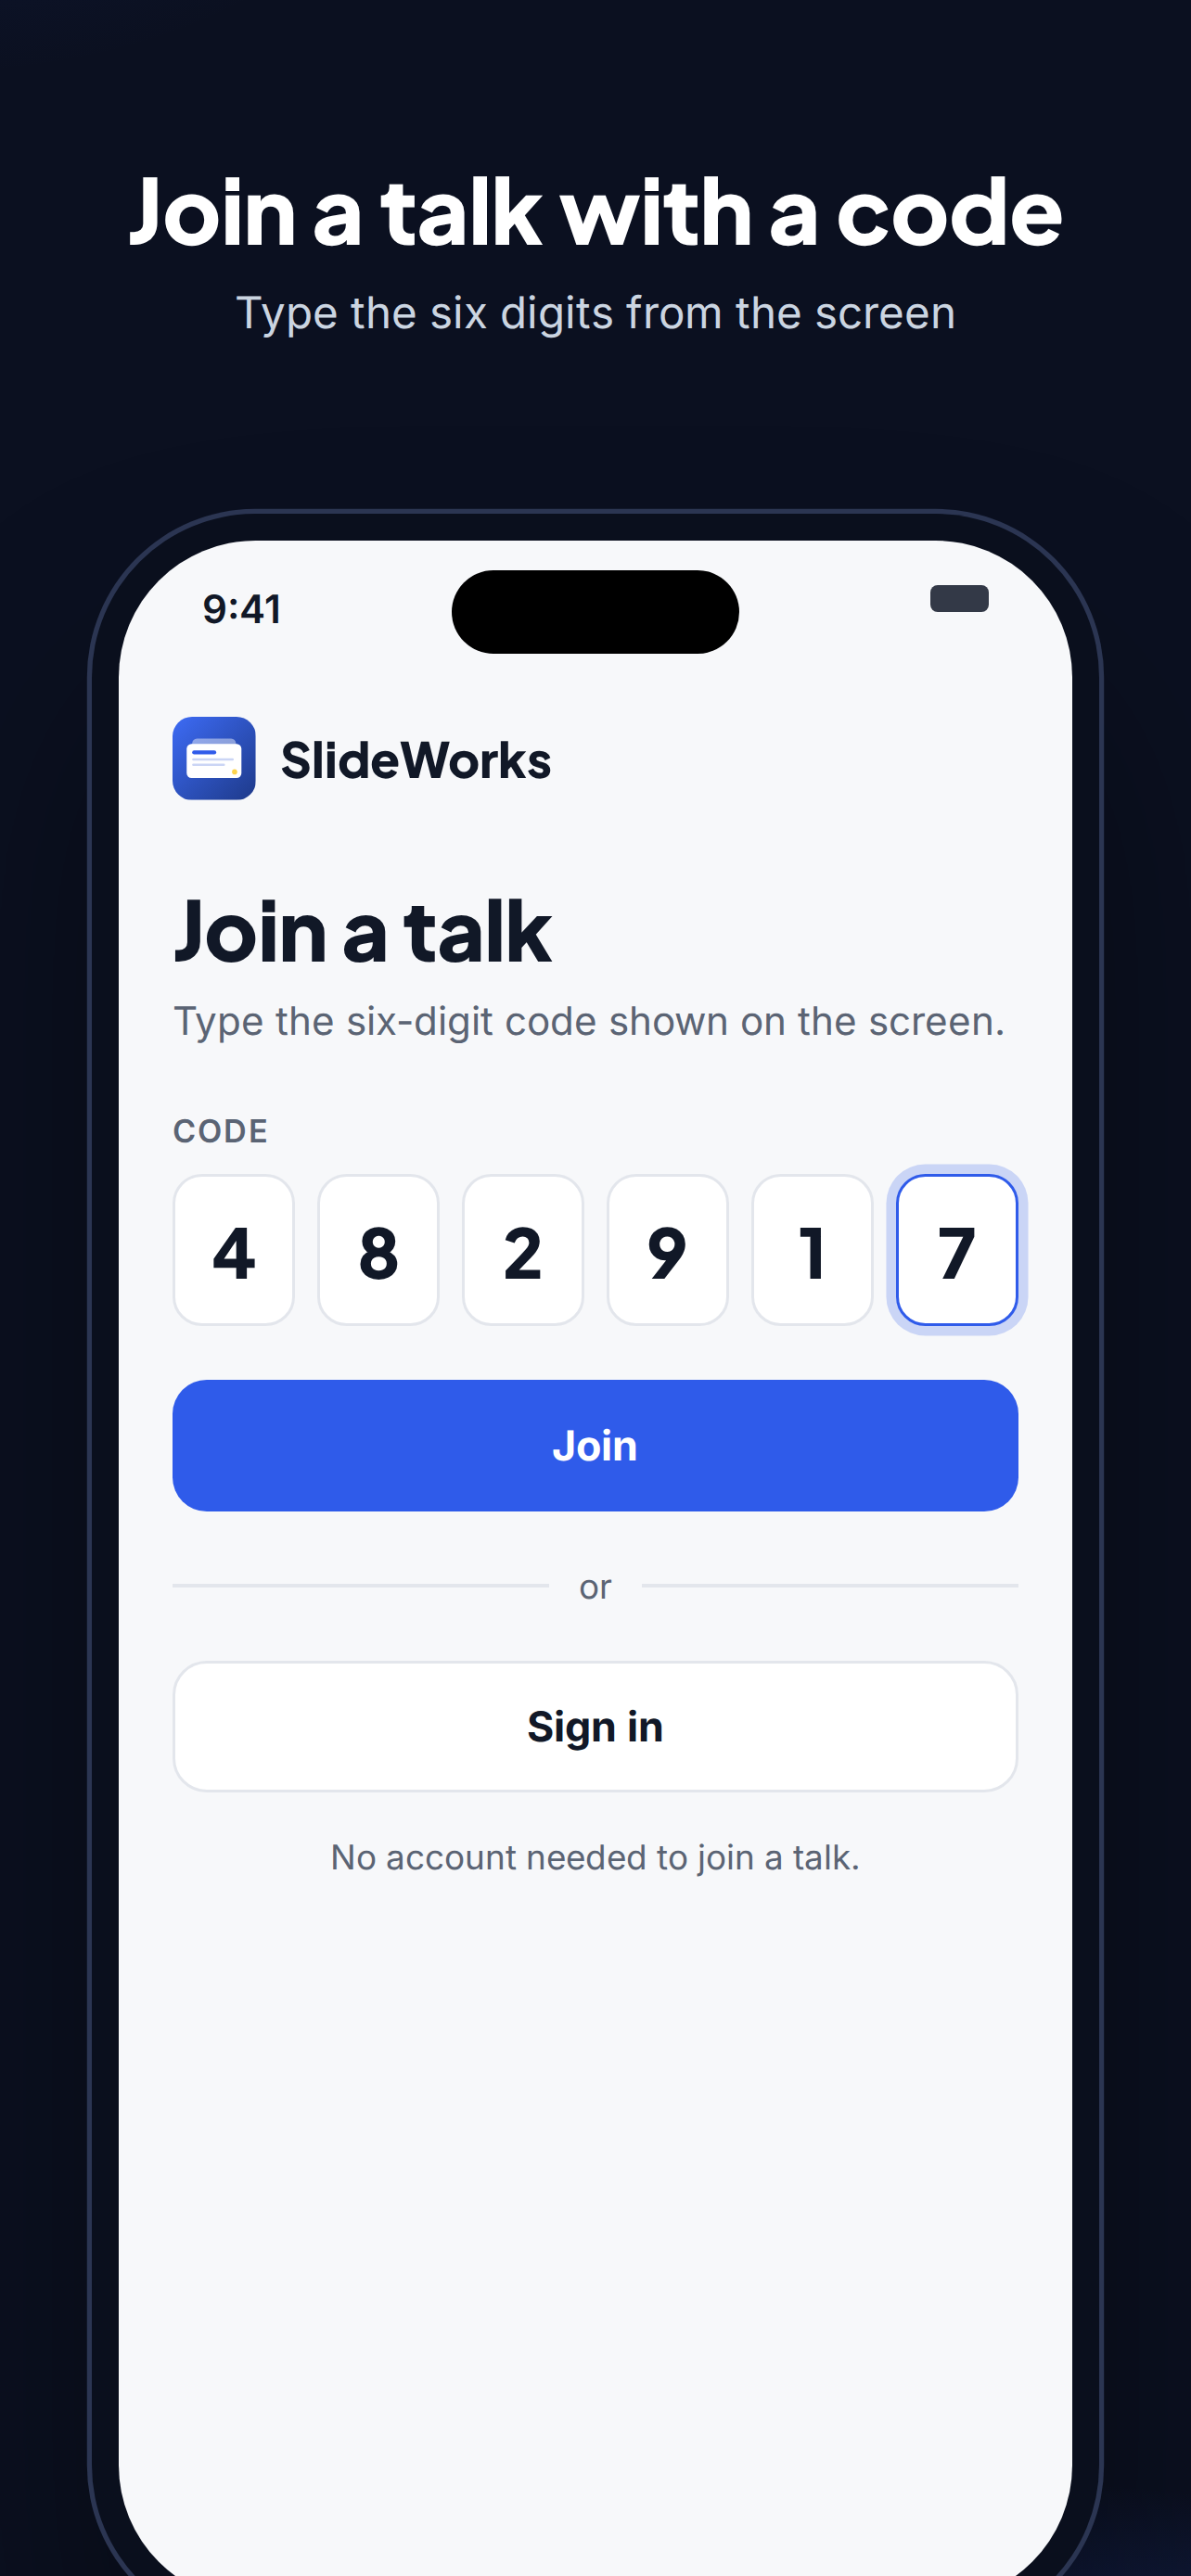 Join a talk with a code
Type the six digits from the screen
9:41
SlideWorks
Join a talk
Type the six-digit code shown on the screen.
CODE
4 8 2 9 1 7
Join
or
Sign in
No account needed to join a talk.